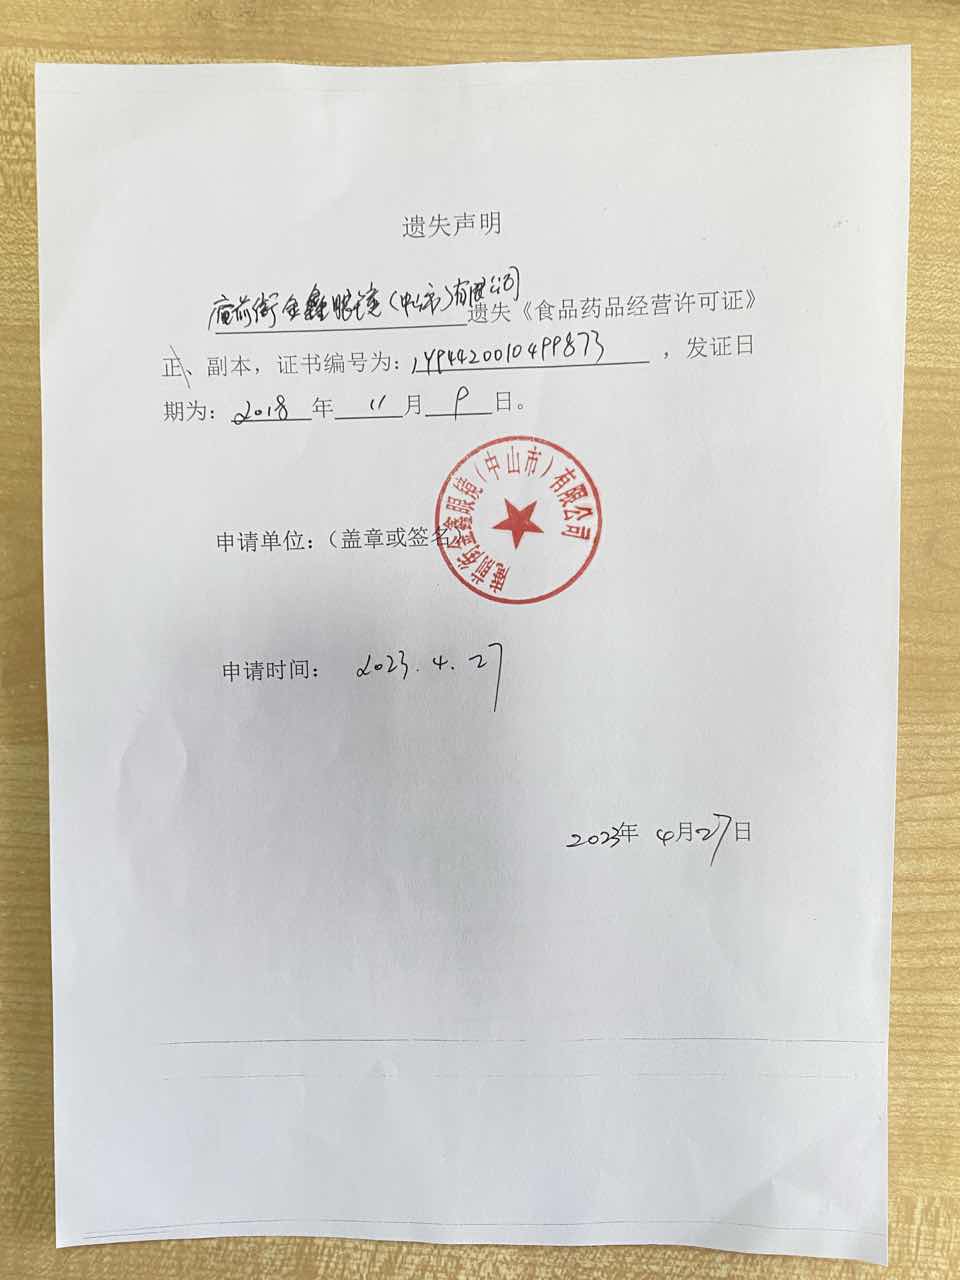 遗失声明
庙前街金鑫眼镜(中山市)有限公司遗失《食品药品经营许可证》
正、副本，证书编号为：JY94420010499873，发证日
期为：2018年11月9日。
庙前街金鑫眼镜（中山市）有限公司
申请单位：（盖章或签名）
申请时间： 2023.4.27
2023年 4月27日